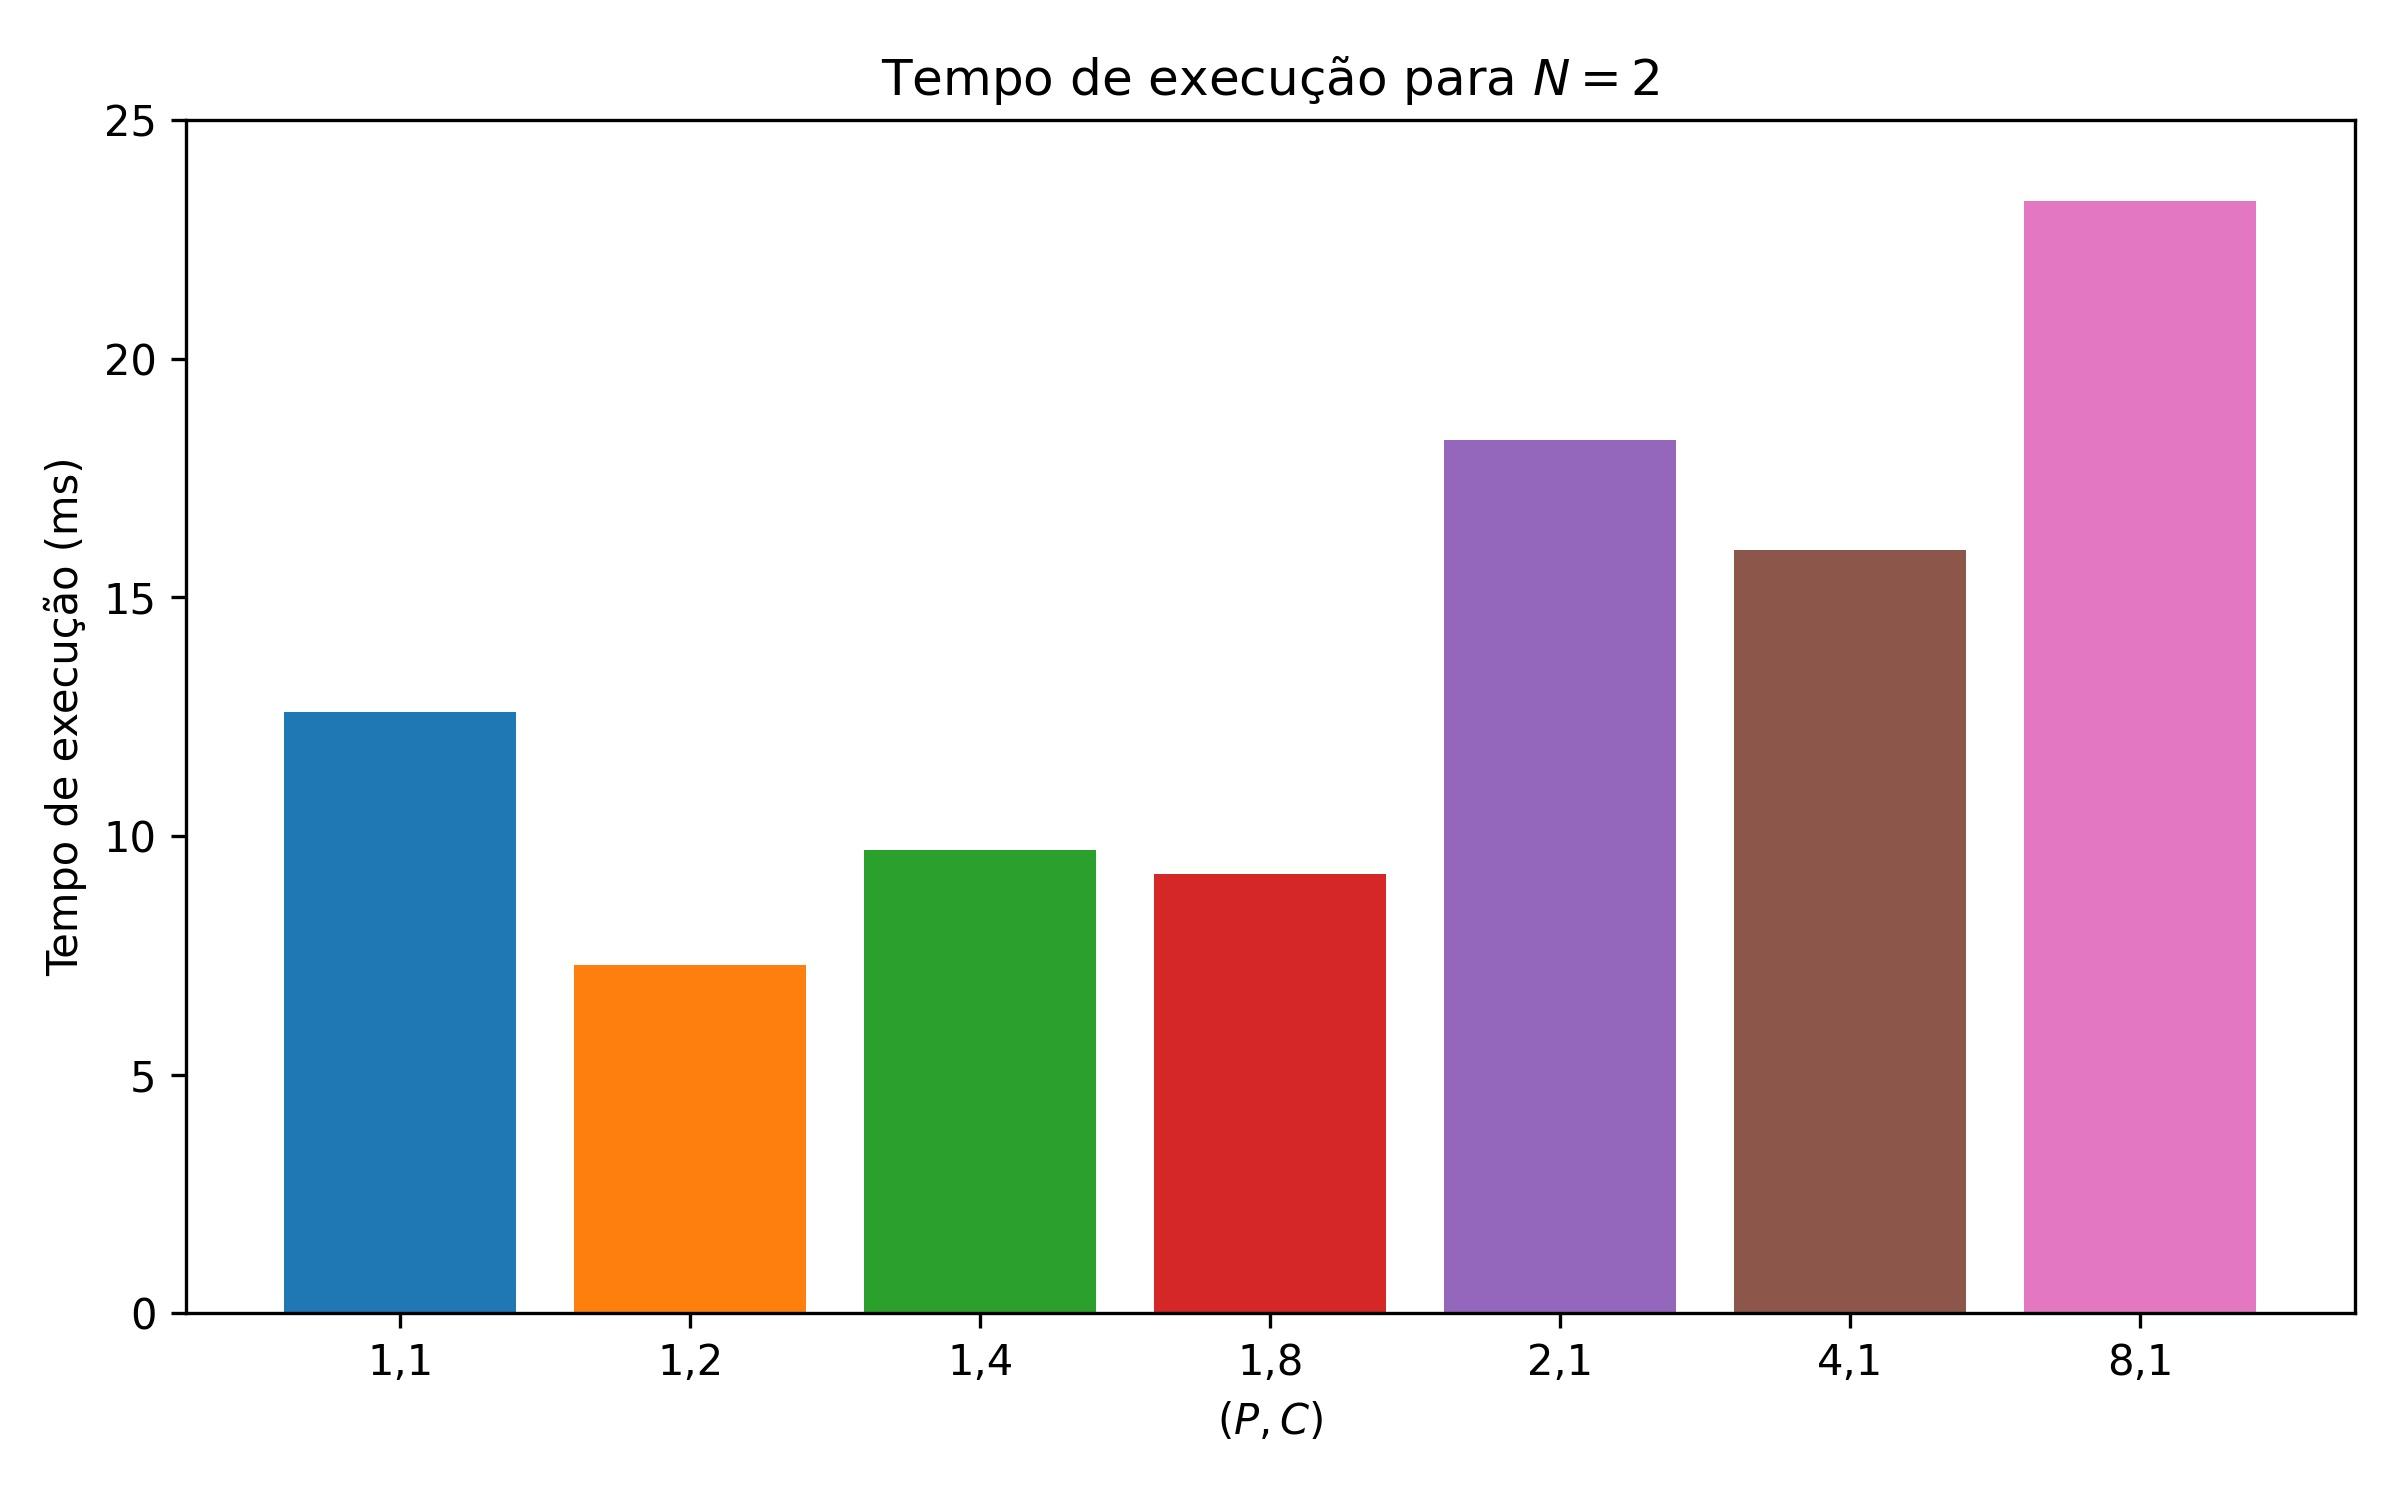 Tempo de execução para N = 2
Tempo de execução (ms)
25
20
15
10
5
0
1,1 1,2 1,4 1,8 2,1 4,1 8,1
(P, C)